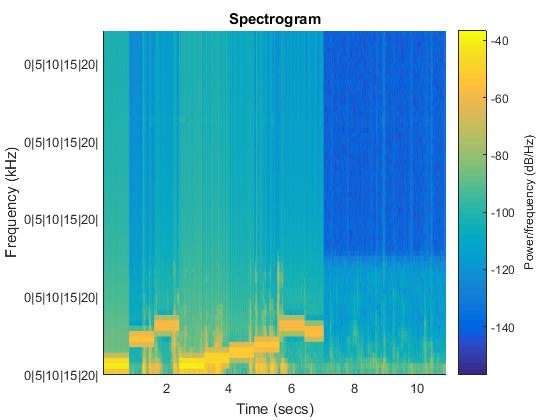 Spectrogram
0|5|10|15|20|
0|5|10|15|20|
0|5|10|15|20|
0|5|10|15|20|
0|5|10|15|20|
Frequency (kHz)
2 4 6 8 10
Time (secs)
-40
-60
-80
-100
-120
-140
Power/frequency (dB/Hz)